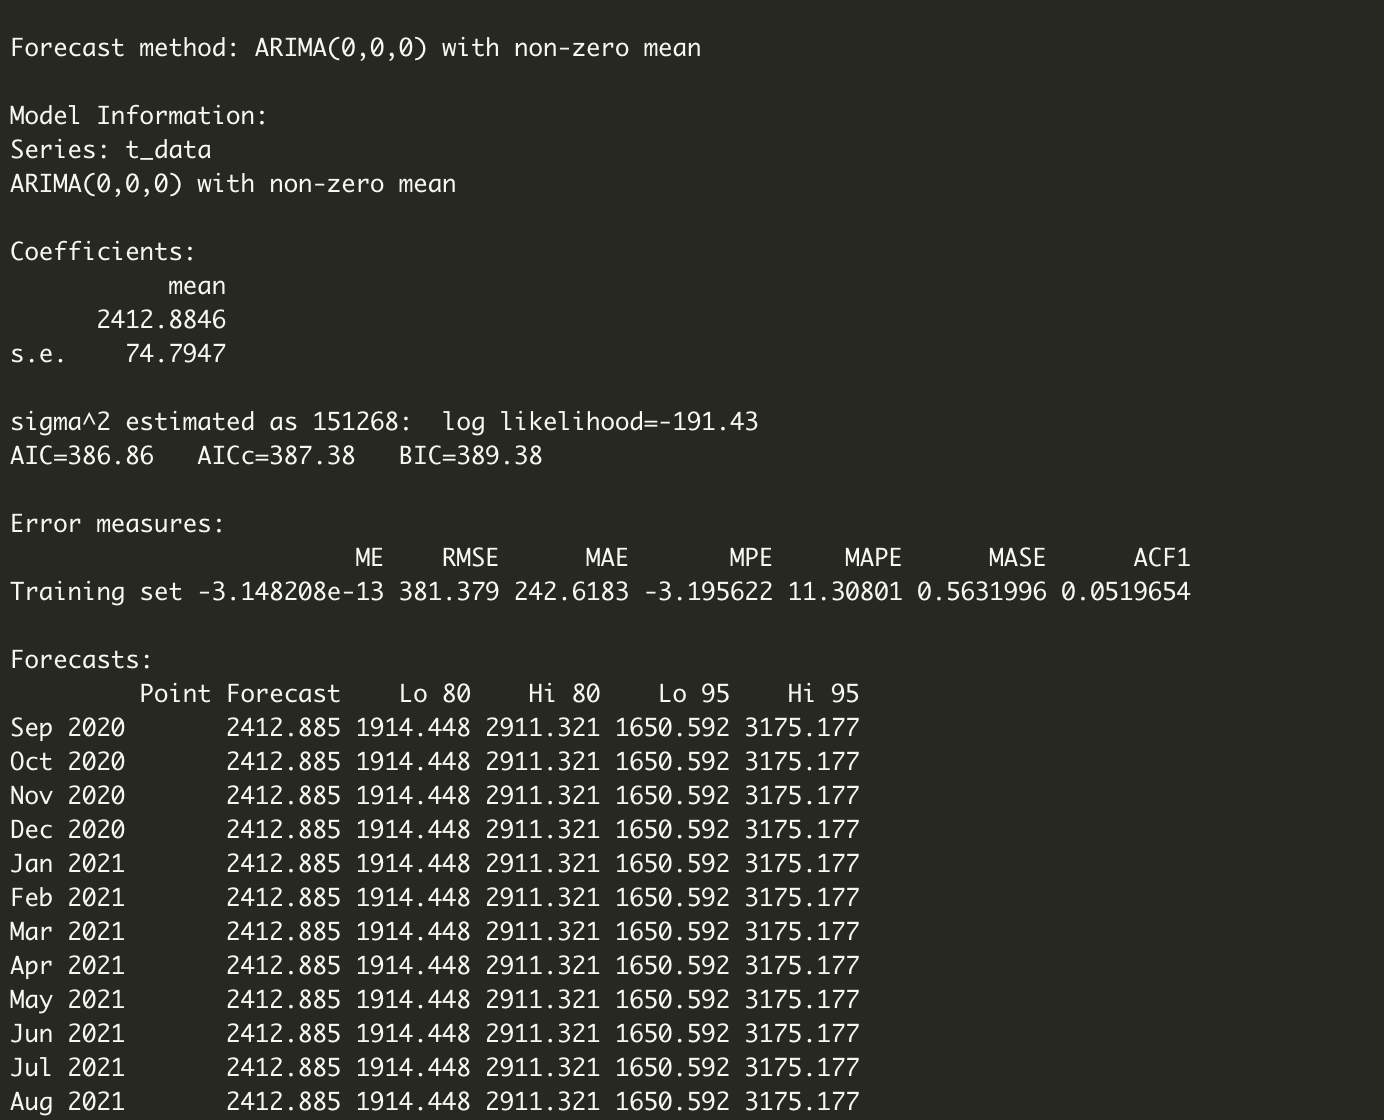 Forecast method: ARIMA(0,0,0) with non-zero mean
Model Information:
Series: t_data
ARIMA(0,0,0) with non-zero mean
Coefficients:
mean
2412.8846
s.e. 74.7947
sigma^2 estimated as 151268: log likelihood=-191.43
AIC=386.86 AICc=387.38 BIC=389.38
Error measures:
ME RMSE MAE MPE MAPE MASE ACF1
Training set -3.148208e-13 381.379 242.6183 -3.195622 11.30801 0.5631996 0.0519654
Forecasts:
Point Forecast Lo 80 Hi 80 Lo 95 Hi 95
Sep 2020 2412.885 1914.448 2911.321 1650.592 3175.177
Oct 2020 2412.885 1914.448 2911.321 1650.592 3175.177
Nov 2020 2412.885 1914.448 2911.321 1650.592 3175.177
Dec 2020 2412.885 1914.448 2911.321 1650.592 3175.177
Jan 2021 2412.885 1914.448 2911.321 1650.592 3175.177
Feb 2021 2412.885 1914.448 2911.321 1650.592 3175.177
Mar 2021 2412.885 1914.448 2911.321 1650.592 3175.177
Apr 2021 2412.885 1914.448 2911.321 1650.592 3175.177
May 2021 2412.885 1914.448 2911.321 1650.592 3175.177
Jun 2021 2412.885 1914.448 2911.321 1650.592 3175.177
Jul 2021 2412.885 1914.448 2911.321 1650.592 3175.177
Aug 2021 2412.885 1914.448 2911.321 1650.592 3175.177